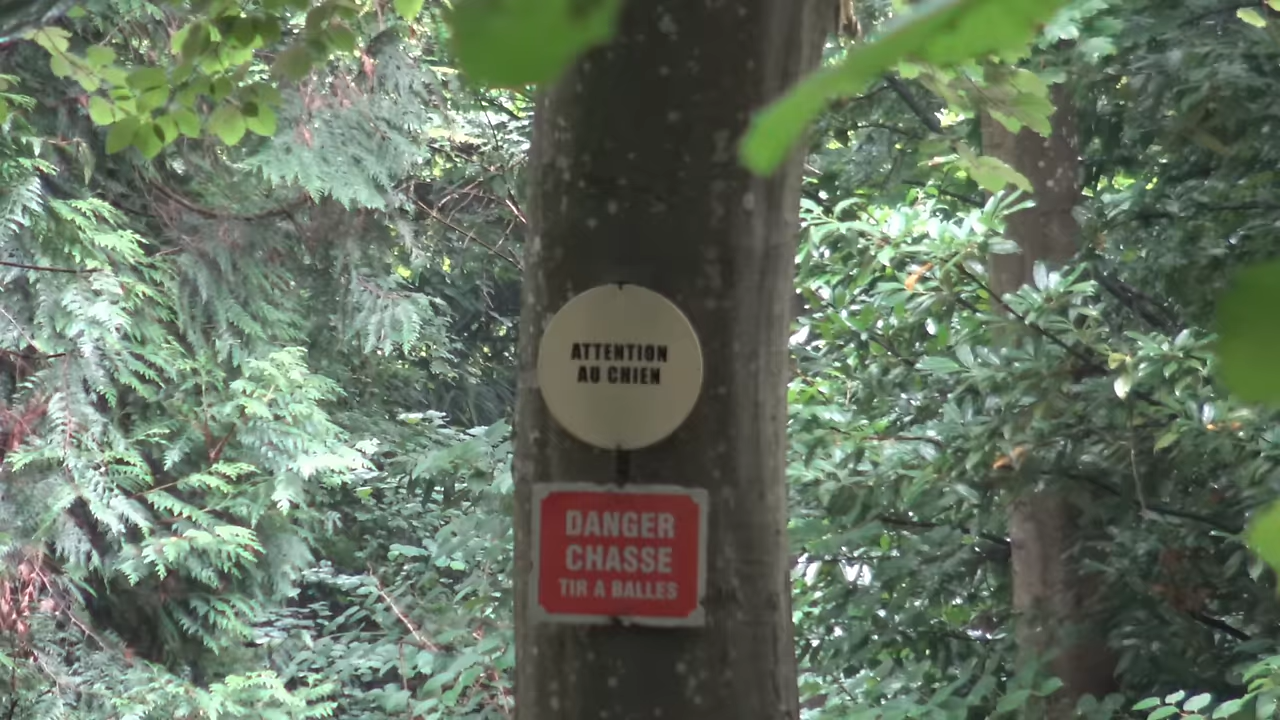 ATTENTION
AU CHIEN
DANGER
CHASSE
TIR A BALLES